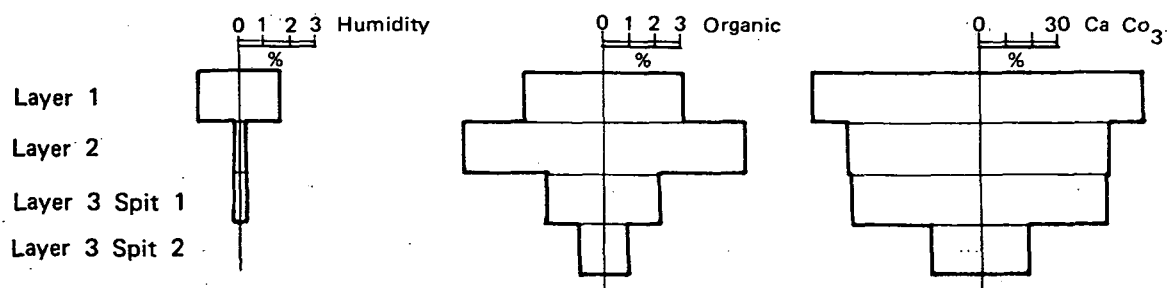 0 1 2 3 Humidity
%
0 1 2 3 Organic
%
0 30 Ca Co3
%
Layer 1
Layer 2
Layer 3 Spit 1
Layer 3 Spit 2